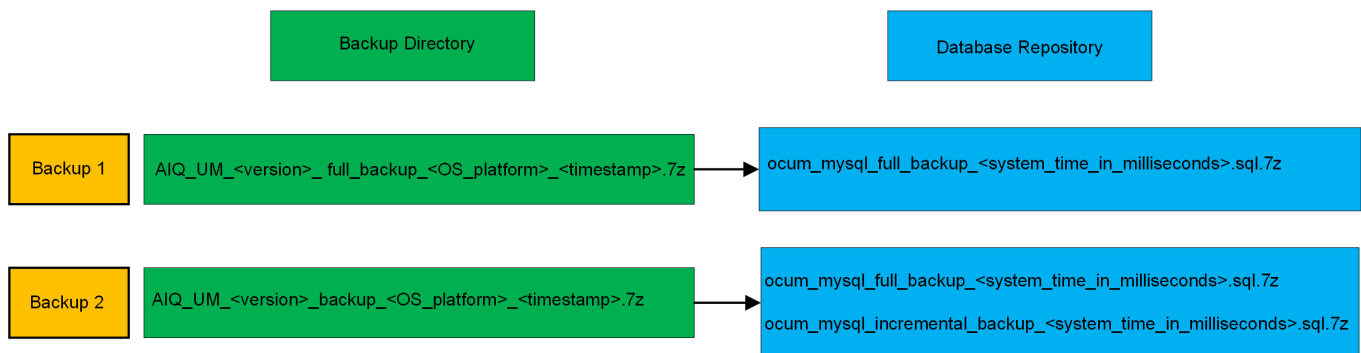 Backup Directory
Database Repository
Backup 1
AIQ_UM_<version>_ full_backup_<OS_platform>_<timestamp>.7z
ocum_mysql_full_backup_<system_time_in_milliseconds>.sql.7z
Backup 2
AIQ_UM_<version>_backup_<OS_platform>_<timestamp>.7z
ocum_mysql_full_backup_<system_time_in_milliseconds>.sql.7z
ocum_mysql_incremental_backup_<system_time_in_milliseconds>.sql.7z